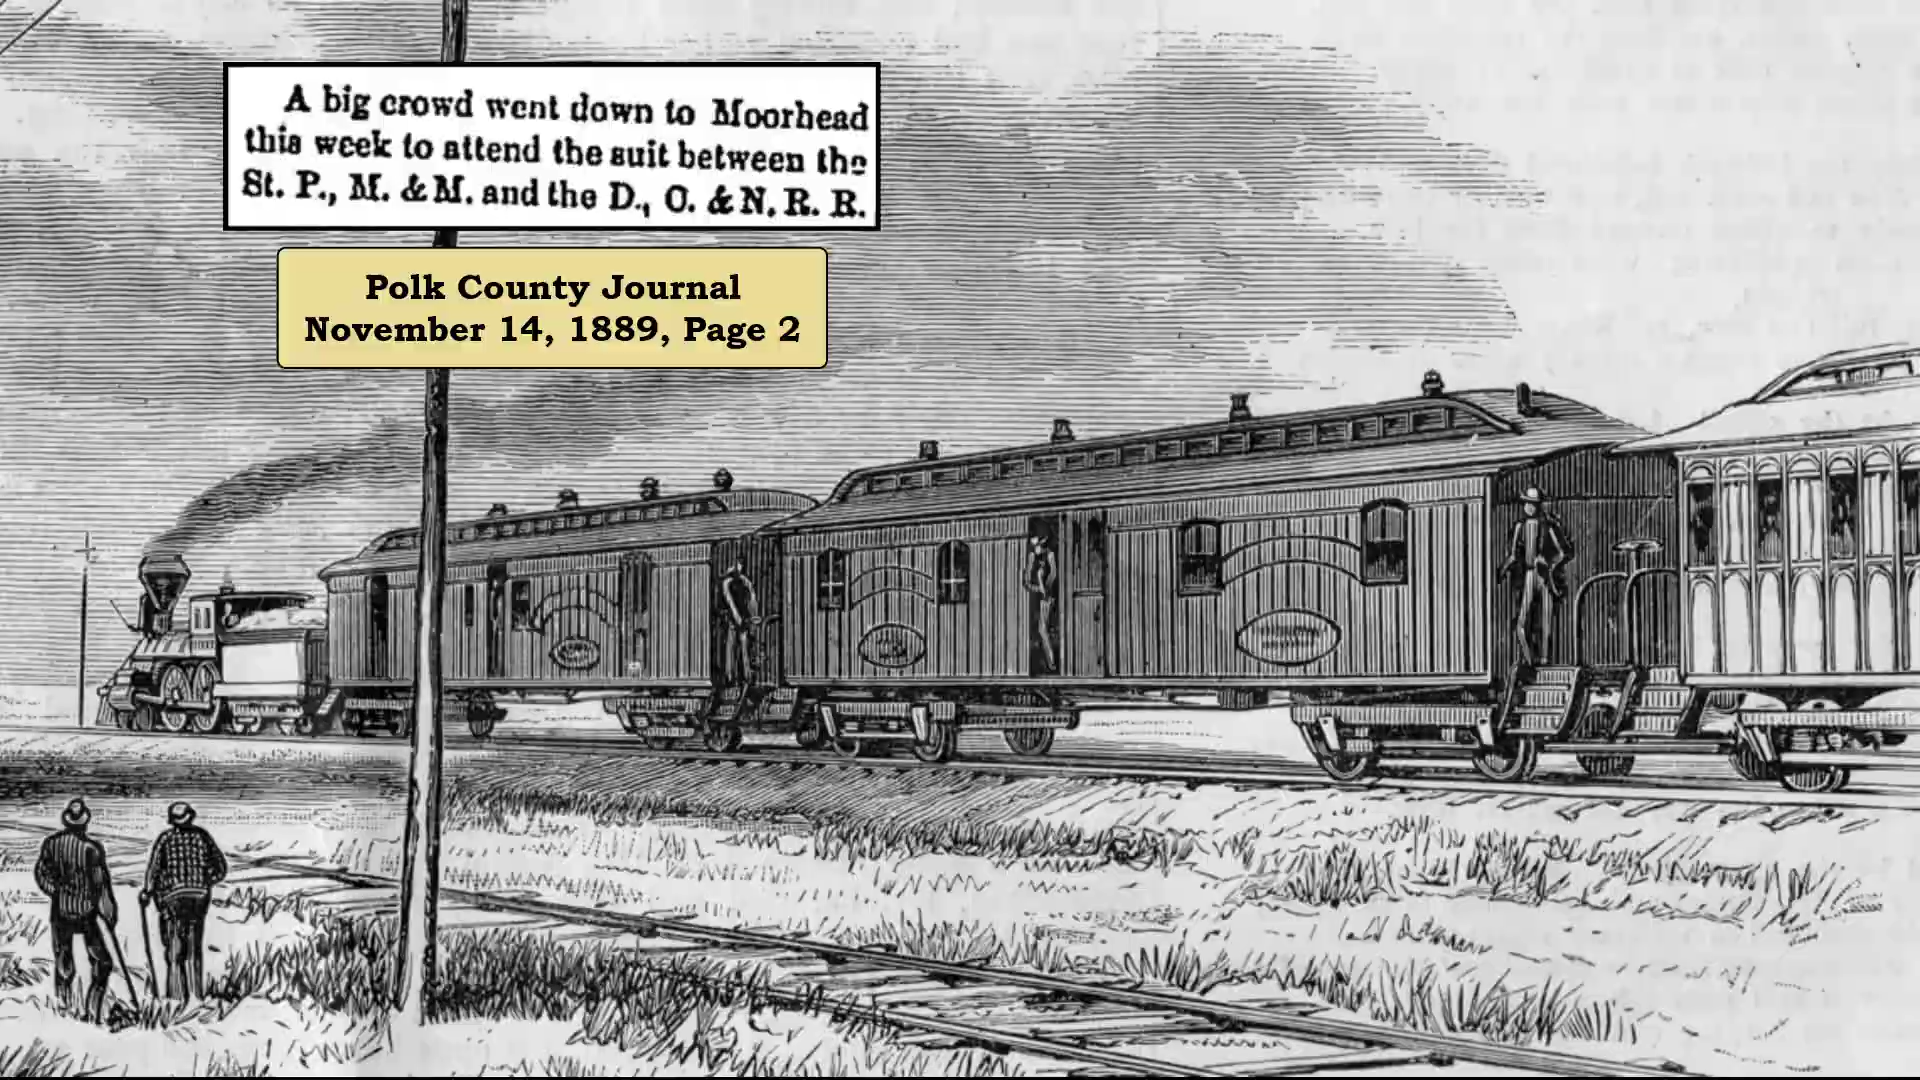 A big crowd went down to Moorhead
this week to attend the suit between the
St. P., M. & M. and the D., C. & N. R. R.
Polk County Journal
November 14, 1889, Page 2